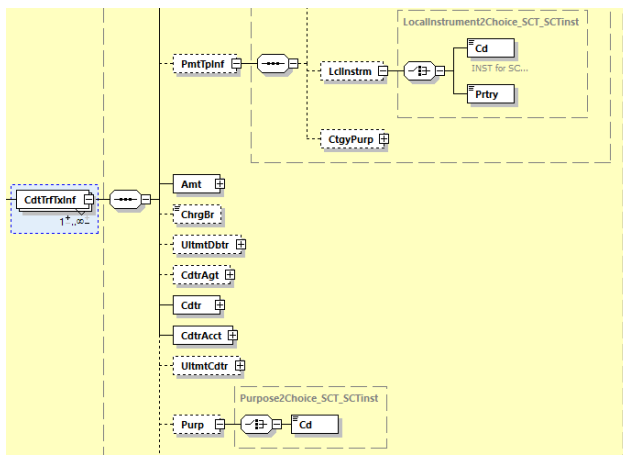 LocalInstrument2Choice_SCT_SCTinst
Cd
INST for SC...
PmtTpInf
LclInstrm
Prtry
CtgyPurp
Amt
CdtTrfTxInf
1..∞
ChrgBr
UltmtDbtr
CdtrAgt
Cdtr
CdtrAcct
UltmtCdtr
Purpose2Choice_SCT_SCTinst
Purp
Cd